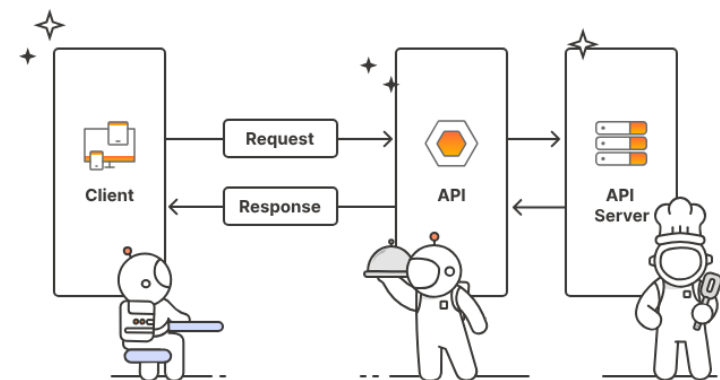 Request
Client
API
API
Server
Response